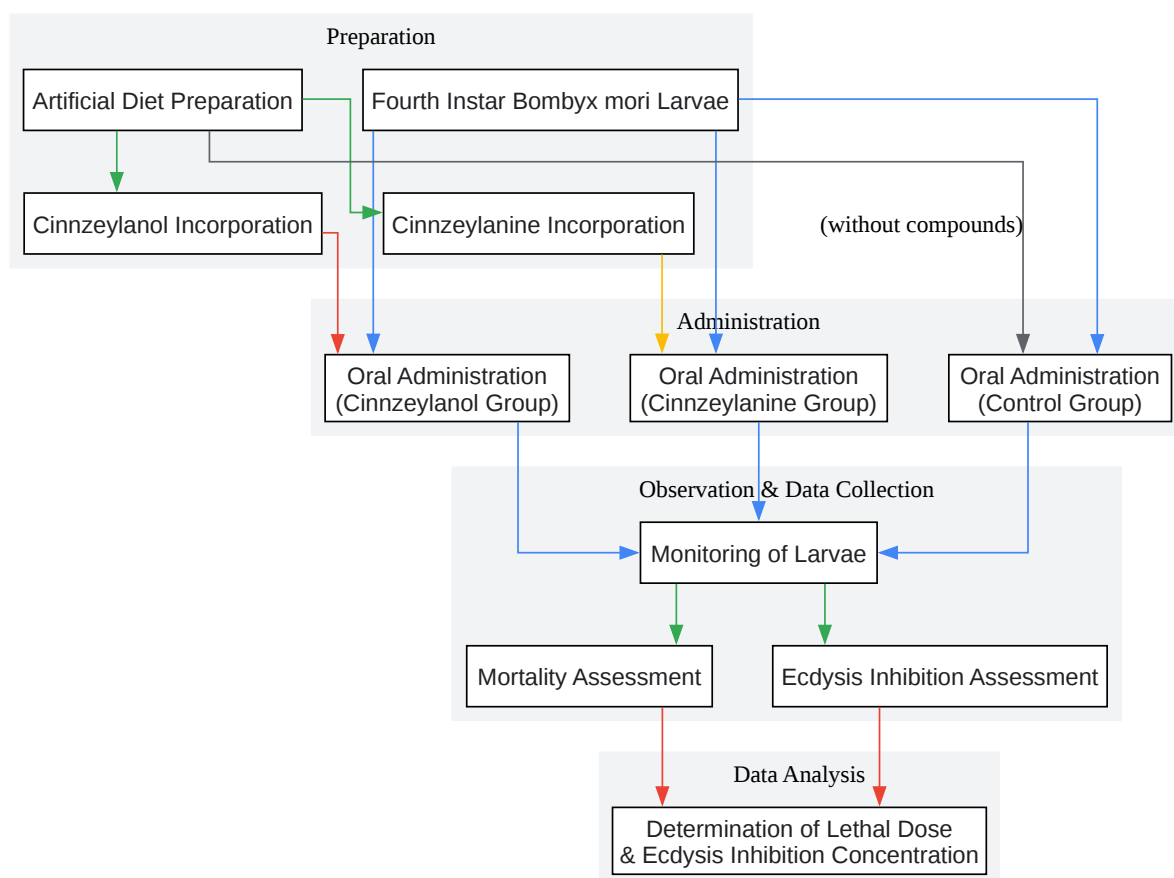 Preparation
Artificial Diet Preparation
Fourth Instar Bombyx mori Larvae
Cinnzeylanol Incorporation
Cinnzeylanine Incorporation
(without compounds)
Administration
Oral Administration
(Cinnzeylanol Group)
Oral Administration
(Cinnzeylanine Group)
Oral Administration
(Control Group)
Observation & Data Collection
Monitoring of Larvae
Mortality Assessment
Ecdysis Inhibition Assessment
Data Analysis
Determination of Lethal Dose
& Ecdysis Inhibition Concentration